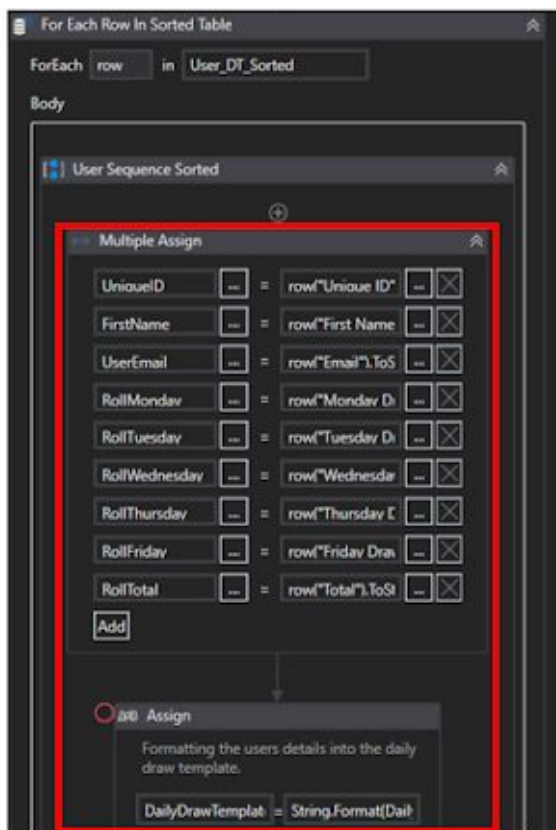 For Each Row In Sorted Table
ForEach row in User_DT_Sorted
Body
User Sequence Sorted
Multiple Assign
UniqueID ... = row("Unique ID" ...
FirstName ... = row("First Name ...
UserEmail ... = row("Email").ToS ...
RollMonday ... = row("Monday D ...
RollTuesday ... = row("Tuesday D ...
RollWednesday ... = row("Wednesda ...
RollThursday ... = row("Thursday ...
RollFriday ... = row("Friday Drav ...
RollTotal ... = row("Total").ToSt ...
Add
Assign
Formatting the users details into the daily
draw template.
DailyDrawTemplat = String.Format(Dail